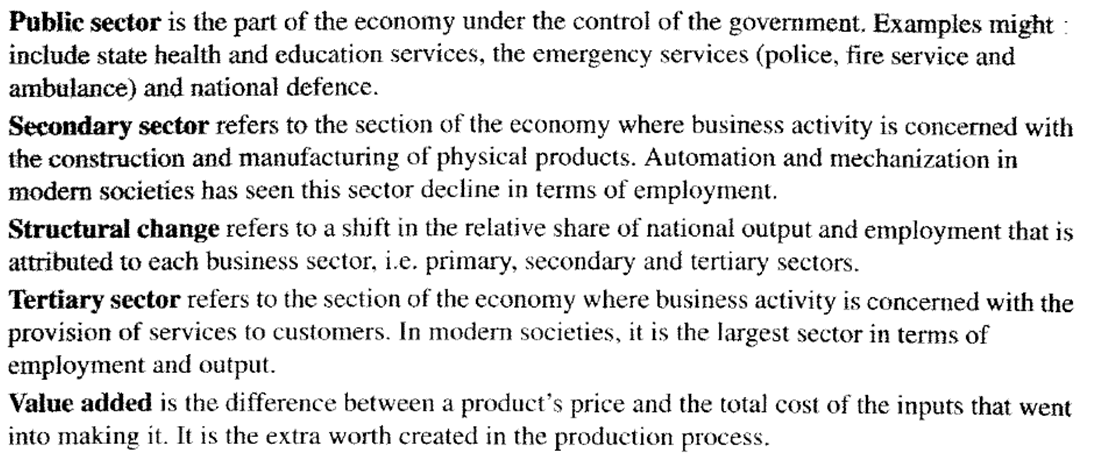 Public sector is the part of the economy under the control of the government. Examples might :
include state health and education services, the emergency services (police, fire service and
ambulance) and national defence.
Secondary sector refers to the section of the economy where business activity is concerned with
the construction and manufacturing of physical products. Automation and mechanization in
modern societies has seen this sector decline in terms of employment.
Structural change refers to a shift in the relative share of national output and employment that is
attributed to each business sector, i.e. primary, secondary and tertiary sectors.
Tertiary sector refers to the section of the economy where business activity is concerned with the
provision of services to customers. In modern societies, it is the largest sector in terms of
employment and output.
Value added is the difference between a product's price and the total cost of the inputs that went
into making it. It is the extra worth created in the production process.